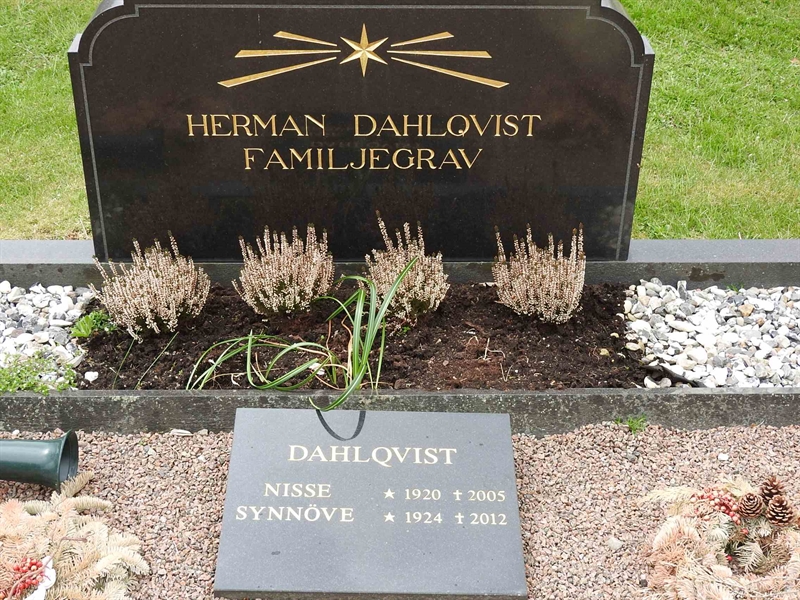 HERMAN DAHLQVIST
FAMILJEGRAV
DAHLQVIST
NISSE ★ 1920 ✝ 2005
SYNNÖVE ★ 1924 ✝ 2012